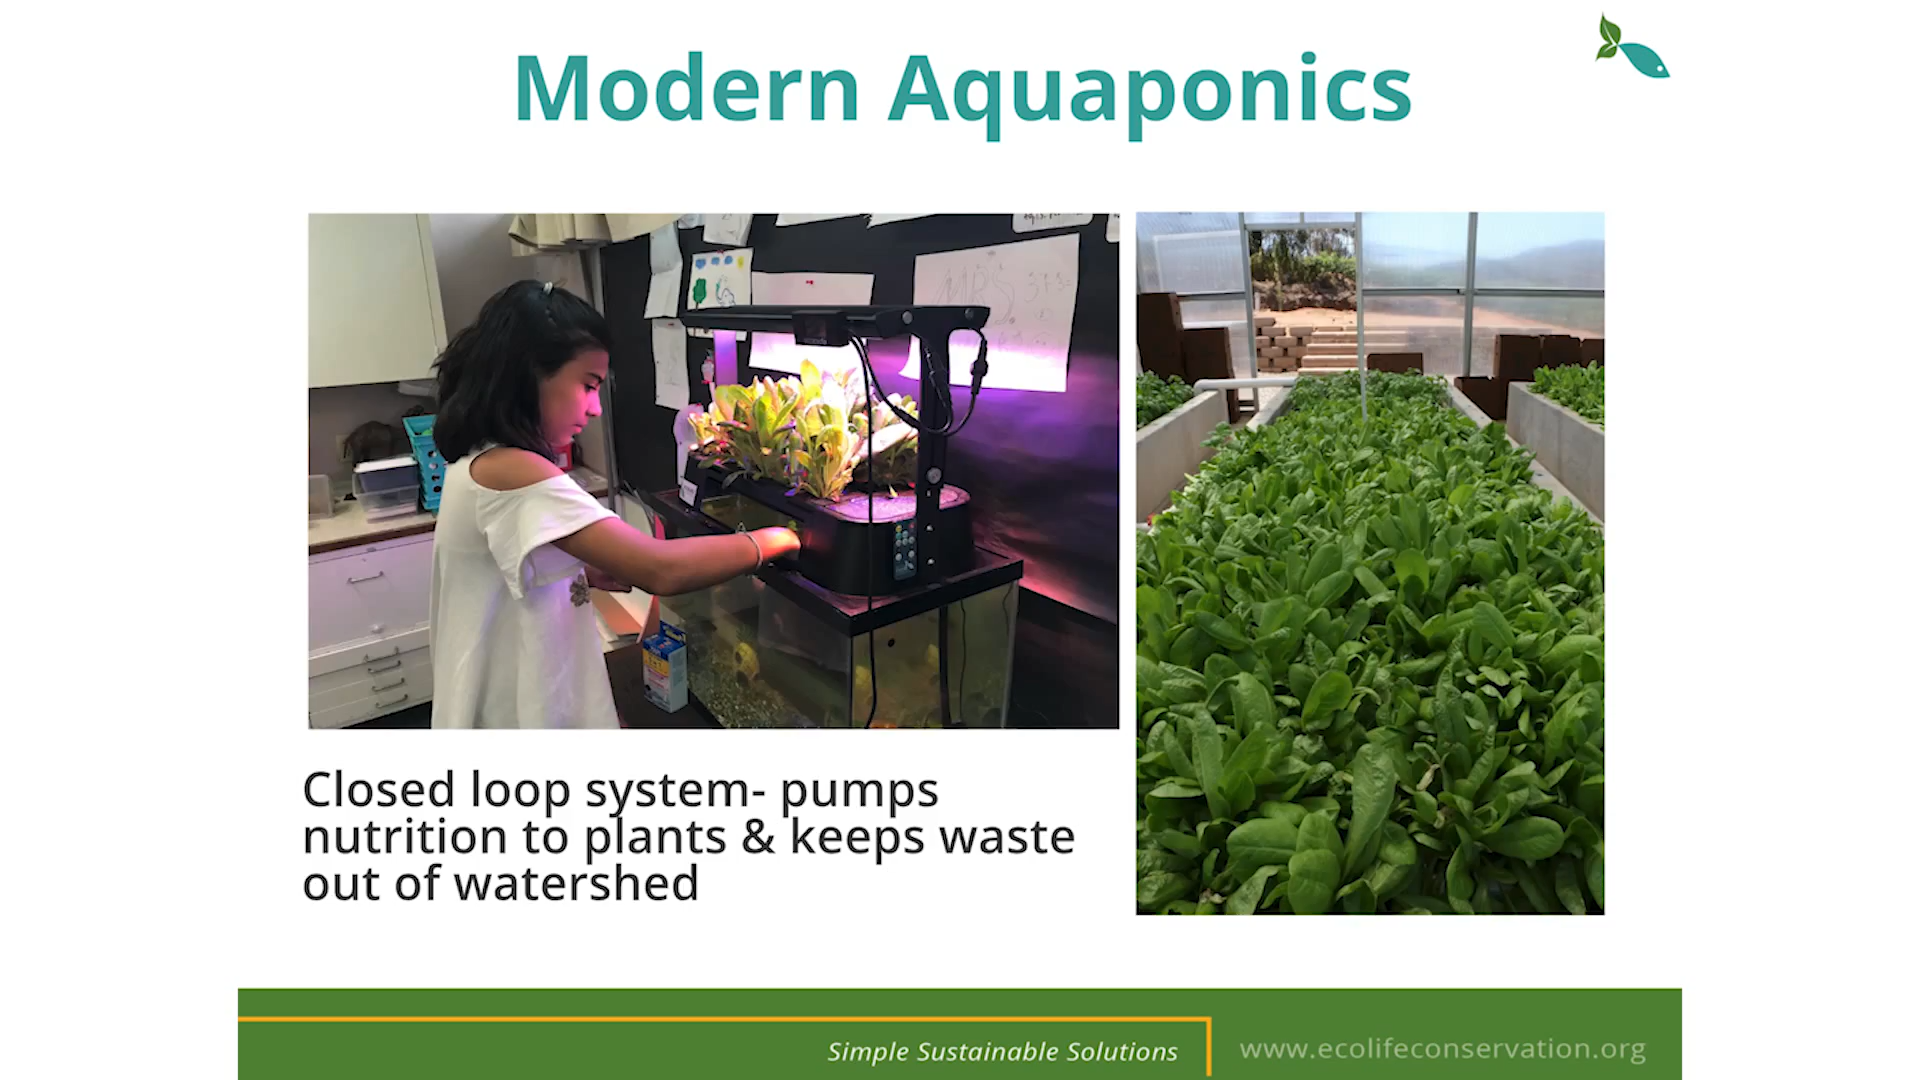 Modern Aquaponics
MPS
Closed loop system- pumps
nutrition to plants & keeps waste
out of watershed
Simple Sustainable Solutions
www.ecolifeconservation.org